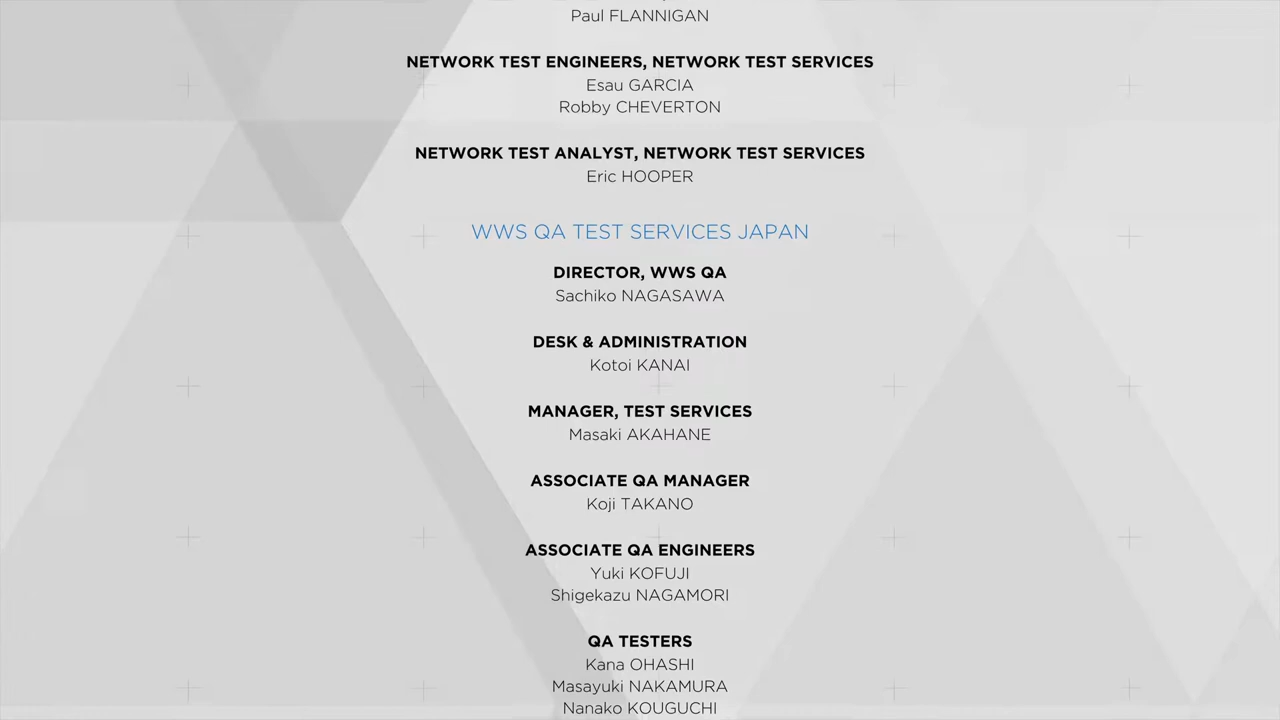 Paul FLANNIGAN
NETWORK TEST ENGINEERS, NETWORK TEST SERVICES
Esau GARCIA
Robby CHEVERTON
NETWORK TEST ANALYST, NETWORK TEST SERVICES
Eric HOOPER
WWS QA TEST SERVICES JAPAN
DIRECTOR, WWS QA
Sachiko NAGASAWA
DESK & ADMINISTRATION
Kotoi KANAI
MANAGER, TEST SERVICES
Masaki AKAHANE
ASSOCIATE QA MANAGER
Koji TAKANO
ASSOCIATE QA ENGINEERS
Yuki KOFUJI
Shigekazu NAGAMORI
QA TESTERS
Kana OHASHI
Masayuki NAKAMURA
Nanako KOUGUCHI